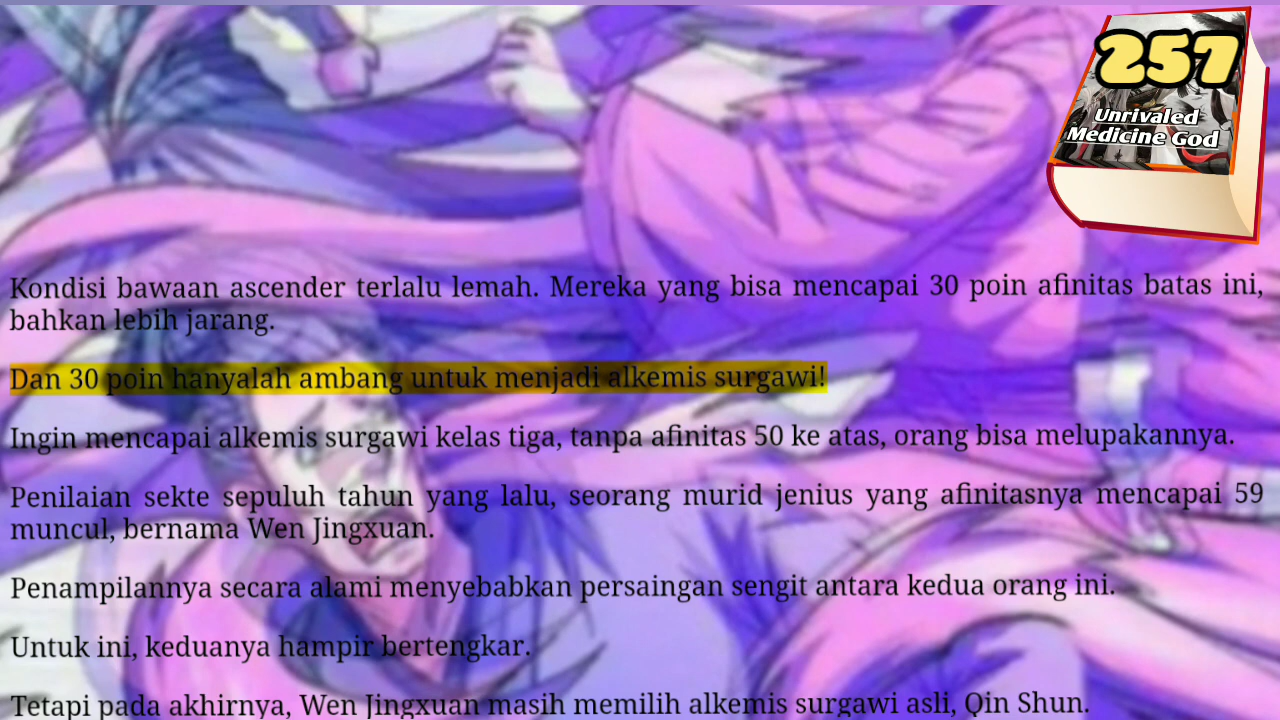 257
Unrivaled
Medicine God
Kondisi bawaan ascender terlalu lemah. Mereka yang bisa mencapai 30 poin afinitas batas ini,
bahkan lebih jarang.
Dan 30 poin hanyalah ambang untuk menjadi alkemis surgawi!
Ingin mencapai alkemis surgawi kelas tiga, tanpa afinitas 50 ke atas, orang bisa melupakannya.
Penilaian sekte sepuluh tahun yang lalu, seorang murid jenius yang afinitasnya mencapai 59
muncul, bernama Wen Jingxuan.
Penampilannya secara alami menyebabkan persaingan sengit antara kedua orang ini.
Untuk ini, keduanya hampir bertengkar.
Tetapi pada akhirnya, Wen Jingxuan masih memilih alkemis surgawi asli, Qin Shun.